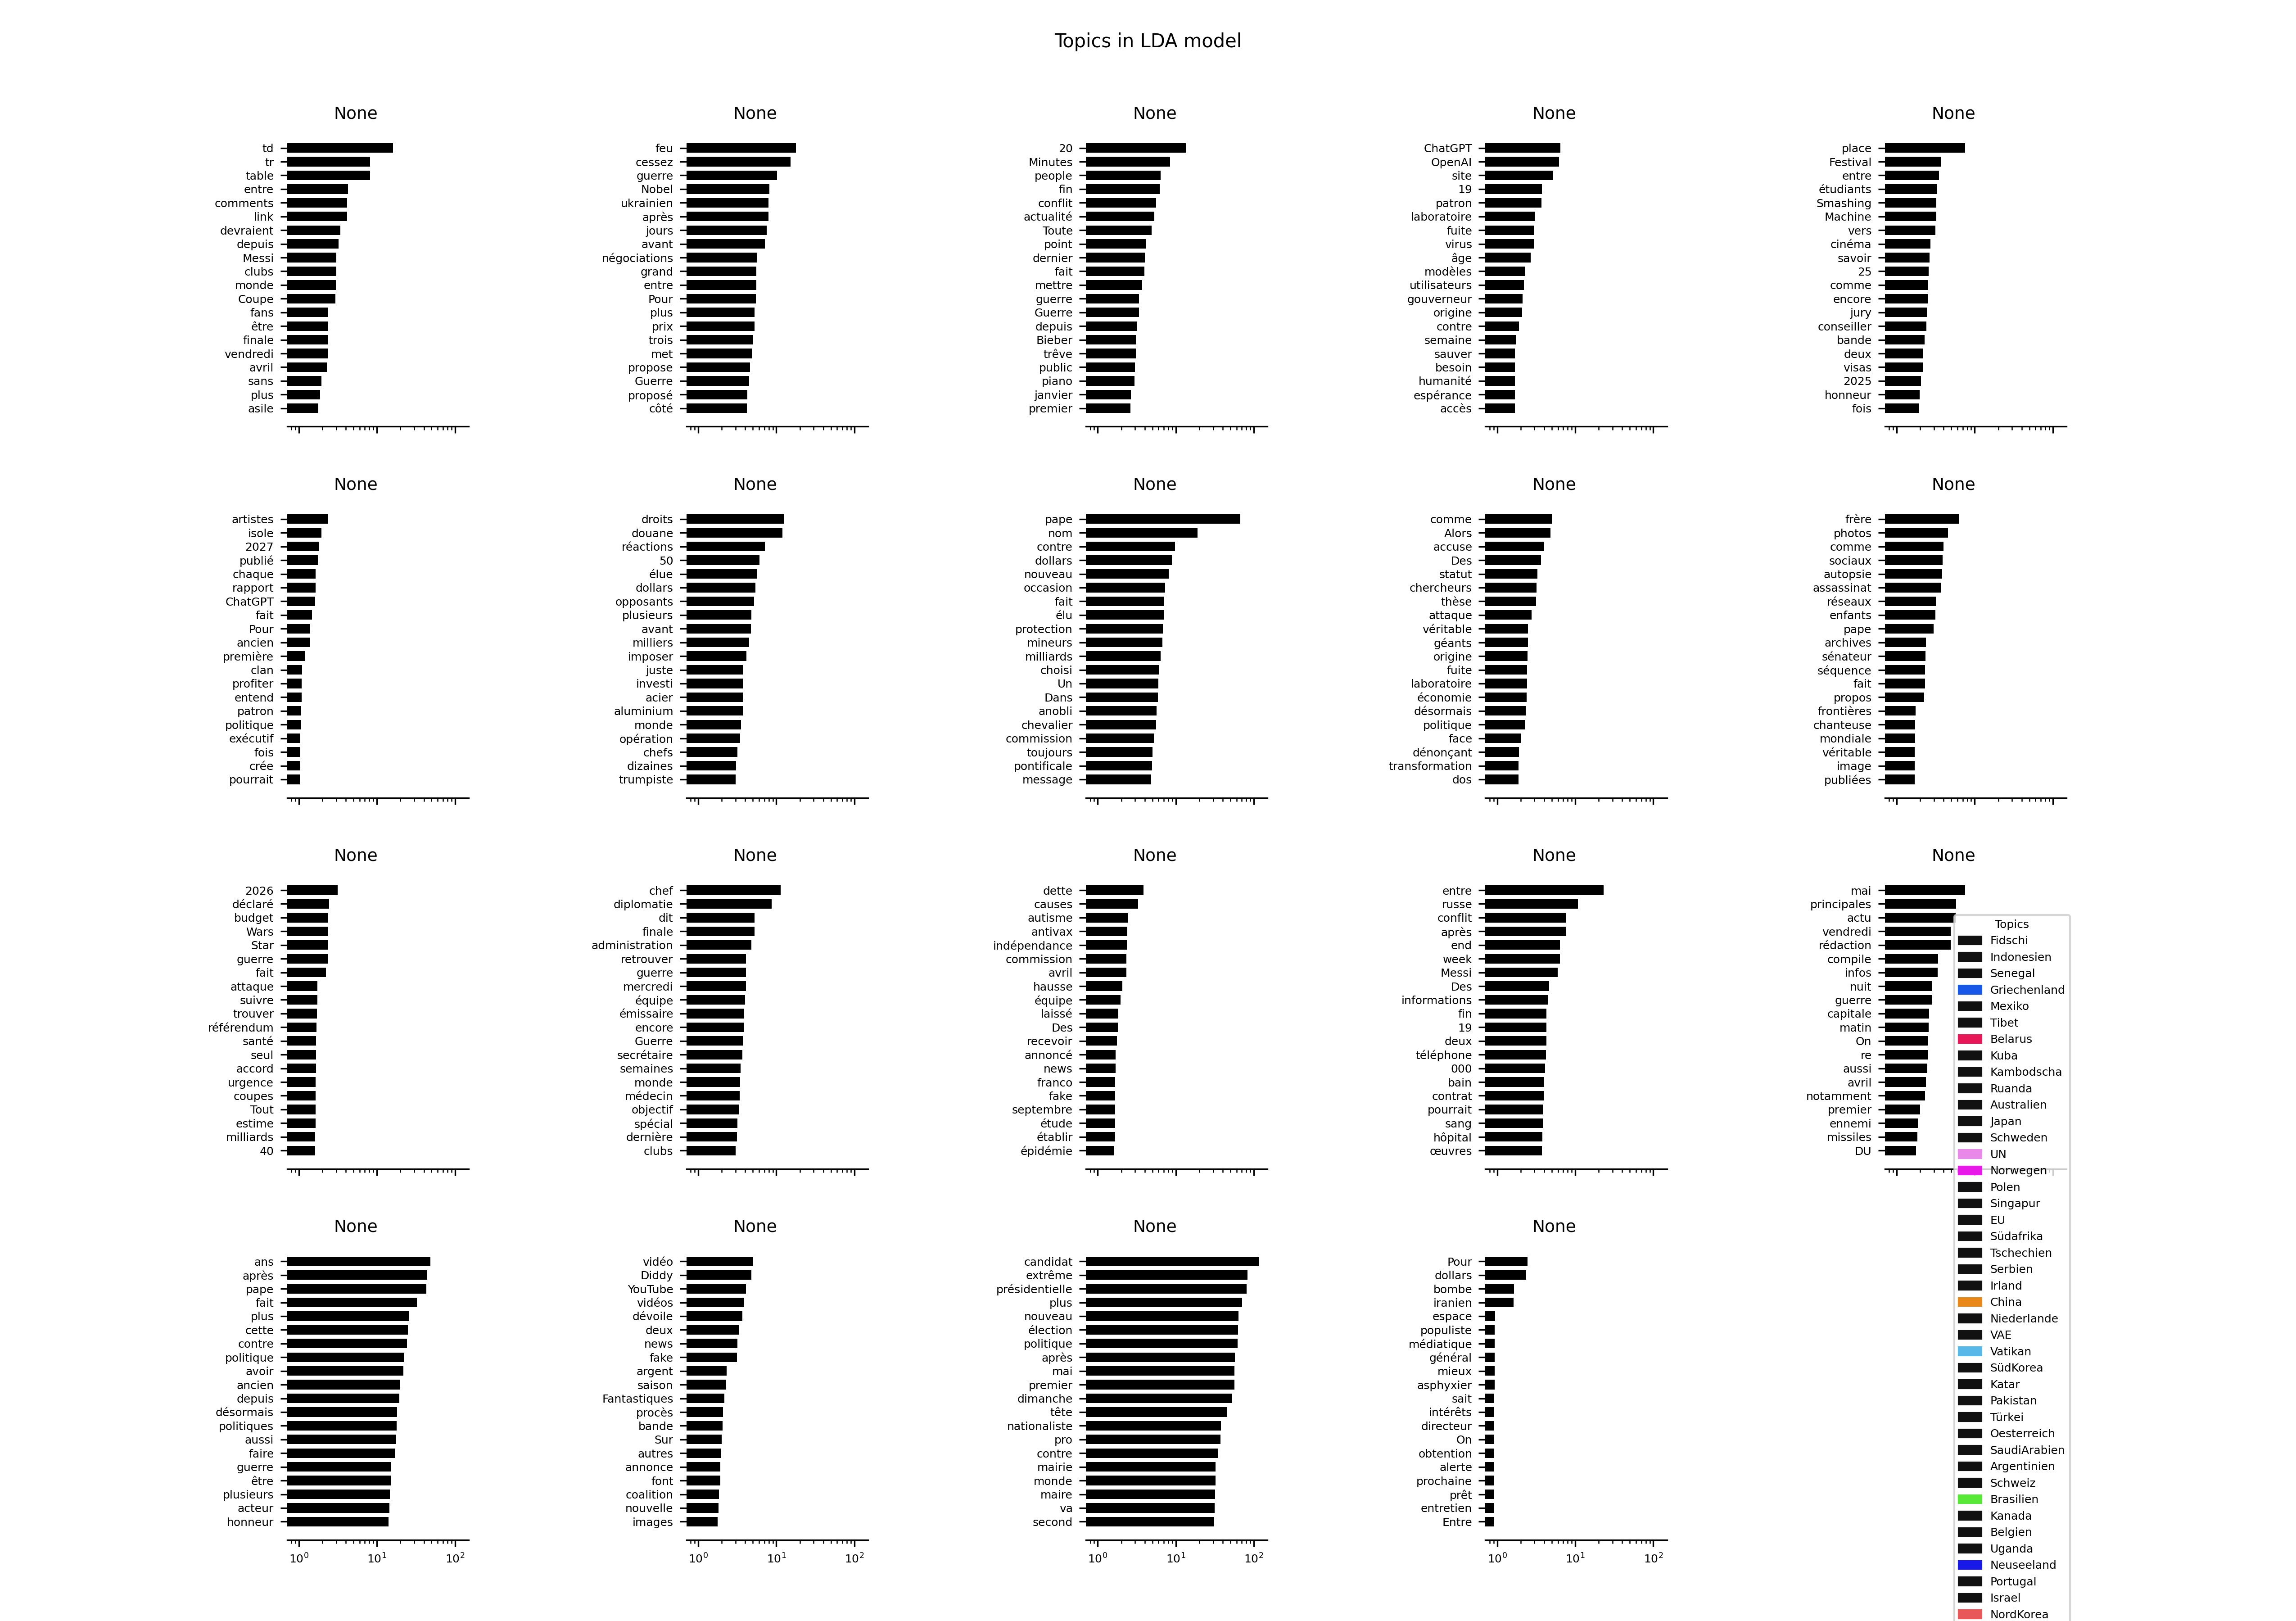 Topics in LDA model
None
td
tr
table
entre
comments
link
devraient
depuis
Messi
clubs
monde
Coupe
fans
être
finale
vendredi
avril
sans
plus
asile
None
feu
cessez
guerre
Nobel
ukrainien
après
jours
avant
négociations
grand
entre
Pour
plus
prix
trois
met
propose
Guerre
proposé
côté
None
20
Minutes
people
fin
conflit
actualité
Toute
point
dernier
fait
mettre
guerre
Guerre
depuis
Bieber
trêve
public
piano
janvier
premier
None
ChatGPT
OpenAI
site
19
patron
laboratoire
fuite
virus
âge
modèles
utilisateurs
gouverneur
origine
contre
semaine
sauver
besoin
humanité
espérance
accès
None
place
Festival
entre
étudiants
Smashing
Machine
vers
cinéma
savoir
25
comme
encore
jury
conseiller
bande
deux
visas
2025
honneur
fois
None
artistes
isole
2027
publié
chaque
rapport
ChatGPT
fait
Pour
ancien
première
clan
profiter
entend
patron
politique
exécutif
fois
crée
pourrait
None
droits
douane
réactions
50
élue
dollars
opposants
plusieurs
avant
milliers
imposer
juste
investi
acier
aluminium
monde
opération
chefs
dizaines
trumpiste
None
pape
nom
contre
dollars
nouveau
occasion
fait
élu
protection
mineurs
milliards
choisi
Un
Dans
anobli
chevalier
commission
toujours
pontificale
message
None
comme
Alors
accuse
Des
statut
chercheurs
thèse
attaque
véritable
géants
origine
fuite
laboratoire
économie
désormais
politique
face
dénonçant
transformation
dos
None
frère
photos
comme
sociaux
autopsie
assassinat
réseaux
enfants
pape
archives
sénateur
séquence
fait
propos
frontières
chanteuse
mondiale
véritable
image
publiées
None
2026
déclaré
budget
Wars
Star
guerre
fait
attaque
suivre
trouver
référendum
santé
seul
accord
urgence
coupes
Tout
estime
milliards
40
None
chef
diplomatie
dit
finale
administration
retrouver
guerre
mercredi
équipe
émissaire
encore
Guerre
secrétaire
semaines
monde
médecin
objectif
spécial
dernière
clubs
None
dette
causes
autisme
antivax
indépendance
commission
avril
hausse
équipe
laissé
Des
recevoir
annoncé
news
franco
fake
septembre
étude
établir
épidémie
None
entre
russe
conflit
après
end
week
Messi
Des
informations
fin
19
deux
téléphone
000
bain
contrat
pourrait
sang
hôpital
œuvres
None
mai
principales
actu
vendredi
rédaction
compile
infos
nuit
guerre
capitale
matin
On
re
aussi
avril
notamment
premier
ennemi
missiles
DU
None
ans
après
pape
fait
plus
cette
contre
politique
avoir
ancien
depuis
désormais
politiques
aussi
faire
guerre
être
plusieurs
acteur
honneur
10⁰ 10¹ 10²
None
vidéo
Diddy
YouTube
vidéos
dévoile
deux
news
fake
argent
saison
Fantastiques
procès
bande
Sur
autres
annonce
font
coalition
nouvelle
images
10⁰ 10¹ 10²
None
candidat
extrême
présidentielle
plus
nouveau
élection
politique
après
mai
premier
dimanche
tête
nationaliste
pro
contre
mairie
monde
maire
va
second
10⁰ 10¹ 10²
None
Pour
dollars
bombe
iranien
espace
populiste
médiatique
général
mieux
asphyxier
sait
intérêts
directeur
On
obtention
alerte
prochaine
prêt
entretien
Entre
10⁰ 10¹ 10²
Topics
Fidschi
Indonesien
Senegal
Griechenland
Mexiko
Tibet
Belarus
Kuba
Kambodscha
Ruanda
Australien
Japan
Schweden
UN
Norwegen
Polen
Singapur
EU
Südafrika
Tschechien
Serbien
Irland
China
Niederlande
VAE
Vatikan
SüdKorea
Katar
Pakistan
Türkei
Oesterreich
SaudiArabien
Argentinien
Schweiz
Brasilien
Kanada
Belgien
Uganda
Neuseeland
Portugal
Israel
NordKorea